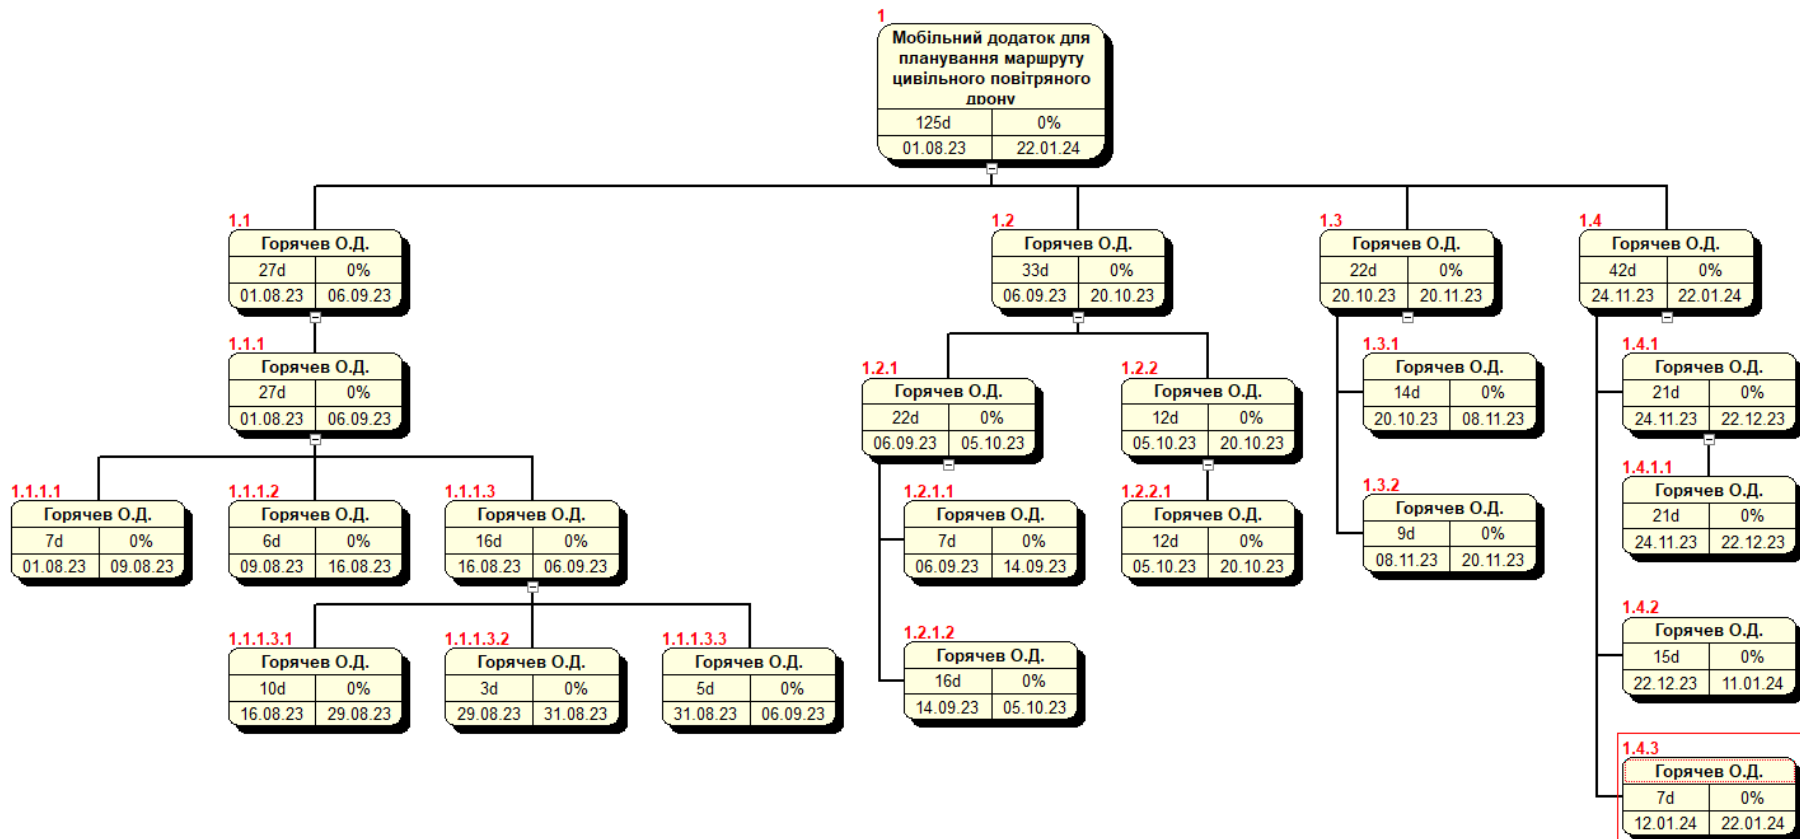 1
Мобільний додаток для
планування маршруту
цивільного повітряного
дрону
125d 0%
01.08.23 22.01.24
1.1
Горячев О.Д.
27d 0%
01.08.23 06.09.23
1.2
Горячев О.Д.
33d 0%
06.09.23 20.10.23
1.3
Горячев О.Д.
22d 0%
20.10.23 20.11.23
1.4
Горячев О.Д.
42d 0%
24.11.23 22.01.24
1.1.1
Горячев О.Д.
27d 0%
01.08.23 06.09.23
1.2.1
Горячев О.Д.
22d 0%
06.09.23 05.10.23
1.2.2
Горячев О.Д.
12d 0%
05.10.23 20.10.23
1.3.1
Горячев О.Д.
14d 0%
20.10.23 08.11.23
1.4.1
Горячев О.Д.
21d 0%
24.11.23 22.12.23
1.1.1.1
Горячев О.Д.
7d 0%
01.08.23 09.08.23
1.1.1.2
Горячев О.Д.
6d 0%
09.08.23 16.08.23
1.1.1.3
Горячев О.Д.
16d 0%
16.08.23 06.09.23
1.2.1.1
Горячев О.Д.
7d 0%
06.09.23 14.09.23
1.2.2.1
Горячев О.Д.
12d 0%
05.10.23 20.10.23
1.3.2
Горячев О.Д.
9d 0%
08.11.23 20.11.23
1.4.1.1
Горячев О.Д.
21d 0%
24.11.23 22.12.23
1.1.1.3.1
Горячев О.Д.
10d 0%
16.08.23 29.08.23
1.1.1.3.2
Горячев О.Д.
3d 0%
29.08.23 31.08.23
1.1.1.3.3
Горячев О.Д.
5d 0%
31.08.23 06.09.23
1.2.1.2
Горячев О.Д.
16d 0%
14.09.23 05.10.23
1.4.2
Горячев О.Д.
15d 0%
22.12.23 11.01.24
1.4.3
Горячев О.Д.
7d 0%
12.01.24 22.01.24